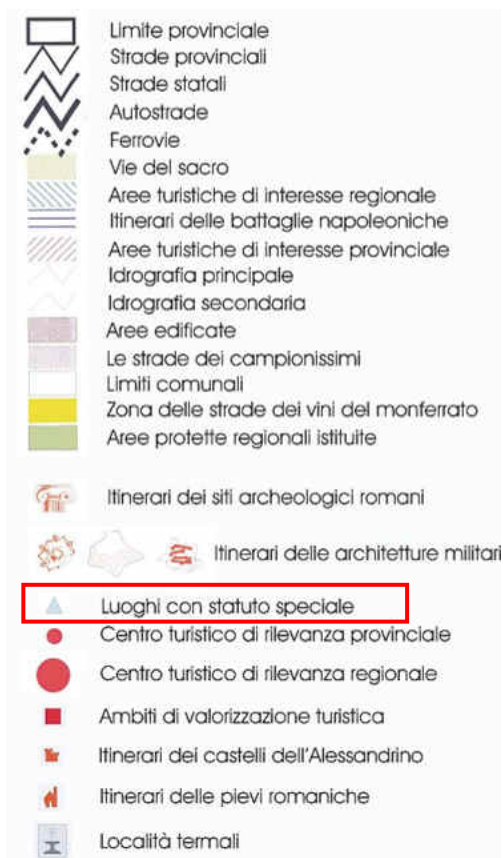 Limite provinciale
Strade provinciali
Strade statali
Autostrade
Ferrovie
Vie del sacro
Aree turistiche di interesse regionale
Itinerari delle battaglie napoleoniche
Aree turistiche di interesse provinciale
Idrografia principale
Idrografia secondaria
Aree edificate
Le strade dei campionissimi
Limiti comunali
Zona delle strade dei vini del monferrato
Aree protette regionali istituite
Itinerari dei siti archeologici romani
Itinerari delle architetture militari
Luoghi con statuto speciale
Centro turistico di rilevanza provinciale
Centro turistico di rilevanza regionale
Ambiti di valorizzazione turistica
Itinerari dei castelli dell'Alessandrino
Itinerari delle pievi romaniche
Località termali